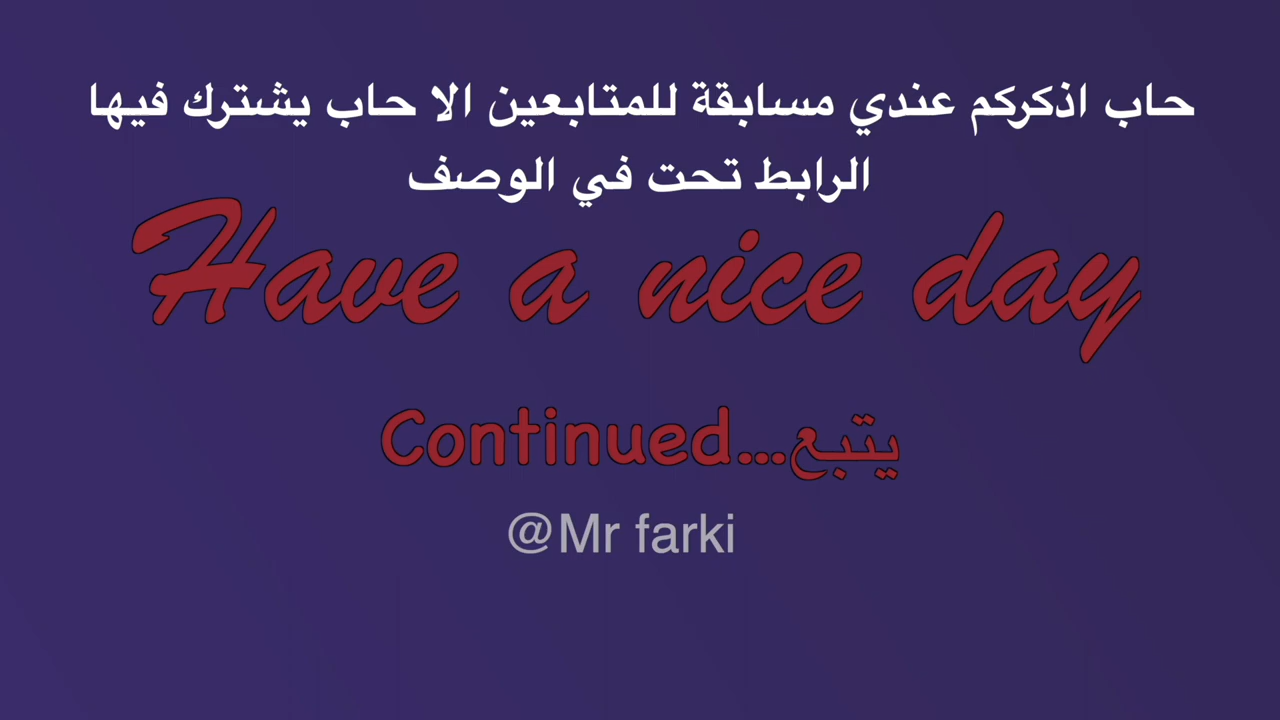 حاب اذكركم عندي مسابقة للمتابعين الا حاب يشترك فيها
الرابط تحت في الوصف
Have a nice day
Continued...يتبع
@Mr farki